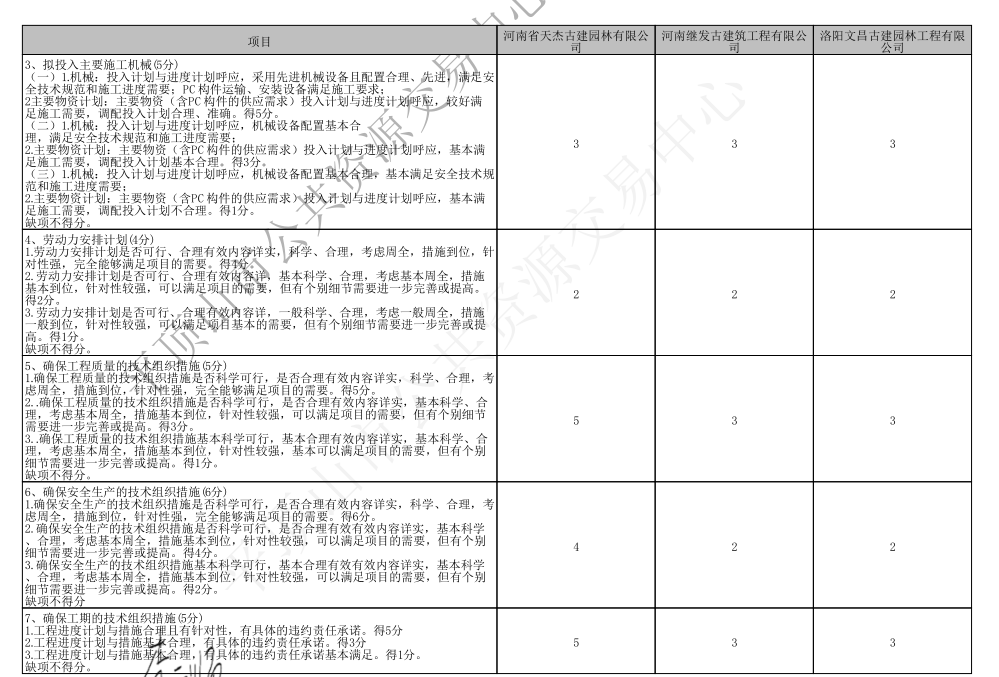 项目
河南省天杰古建园林有限公
司
河南继发古建筑工程有限公
司
洛阳文昌古建园林工程有限
公司
3、拟投入主要施工机械(5分)
（一）1.机械：投入计划与进度计划呼应，采用先进机械设备且配置合理、先进，满足安
全技术规范和施工进度需要；PC构件运输、安装设备满足施工要求；
2主要物资计划：主要物资（含PC构件的供应需求）投入计划与进度计划呼应，较好满
足施工需要，调配投入计划合理、准确。得5分。
（二）1.机械：投入计划与进度计划呼应，机械设备配置基本合
理，满足安全技术规范和施工进度需要；
2.主要物资计划：主要物资（含PC构件的供应需求）投入计划与进度计划呼应，基本满
足施工需要，调配投入计划基本合理。得3分。
（三）1.机械：投入计划与进度计划呼应，机械设备配置基本合理。基本满足安全技术规
范和施工进度需要；
2.主要物资计划：主要物资（含PC构件的供应需求）投入计划与进度计划呼应，基本满
足施工需要，调配投入计划不合理。得1分。
缺项不得分。
3
3
3
4、劳动力安排计划(4分)
1.劳动力安排计划是否可行、合理有效内容详实，科学、合理，考虑周全，措施到位，针
对性强，完全能够满足项目的需要。得4分。
2.劳动力安排计划是否可行、合理有效内容详，基本科学、合理，考虑基本周全，措施
基本到位，针对性较强，可以满足项目的需要，但有个别细节需要进一步完善或提高。
得2分。
3.劳动力安排计划是否可行、合理有效内容详，一般科学、合理，考虑一般周全，措施
一般到位，针对性较强，可以满足项目基本的需要，但有个别细节需要进一步完善或提
高。得1分。
缺项不得分。
2
2
2
5、确保工程质量的技术组织措施(5分)
1.确保工程质量的技术组织措施是否科学可行，是否合理有效内容详实，科学、合理，考
虑周全，措施到位，针对性强，完全能够满足项目的需要。得5分。
2..确保工程质量的技术组织措施是否科学可行，是否合理有效内容详实，基本科学、合
理，考虑基本周全，措施基本到位，针对性较强，可以满足项目的需要，但有个别细节
需要进一步完善或提高。得3分。
3..确保工程质量的技术组织措施基本科学可行，基本合理有效内容详实，基本科学、合
理，考虑基本周全，措施基本到位，针对性较强，基本可以满足项目的需要，但有个别
细节需要进一步完善或提高。得1分。
缺项不得分。
5
3
3
6、确保安全生产的技术组织措施(6分)
1.确保安全生产的技术组织措施是否科学可行，是否合理有效内容详实，科学、合理，考
虑周全，措施到位，针对性强，完全能够满足项目的需要。得6分。
2.确保安全生产的技术组织措施是否科学可行，是否合理有效有效内容详实，基本科学
、合理，考虑基本周全，措施基本到位，针对性较强，可以满足项目的需要，但有个别
细节需要进一步完善或提高。得4分。
3.确保安全生产的技术组织措施基本科学可行，基本合理有效有效内容详实，基本科学
、合理，考虑基本周全，措施基本到位，针对性较强，可以满足项目的需要，但有个别
细节需要进一步完善或提高。得2分。
缺项不得分
4
2
2
7、确保工期的技术组织措施(5分)
1.工程进度计划与措施合理且有针对性，有具体的违约责任承诺。得5分
2.工程进度计划与措施基本合理，有具体的违约责任承诺。得3分
3.工程进度计划与措施基本合理，有具体的违约责任承诺基本满足。得1分。
缺项不得分。
5
3
3
平顶山市公共资源交易中心
平顶山市公共资源交易中心